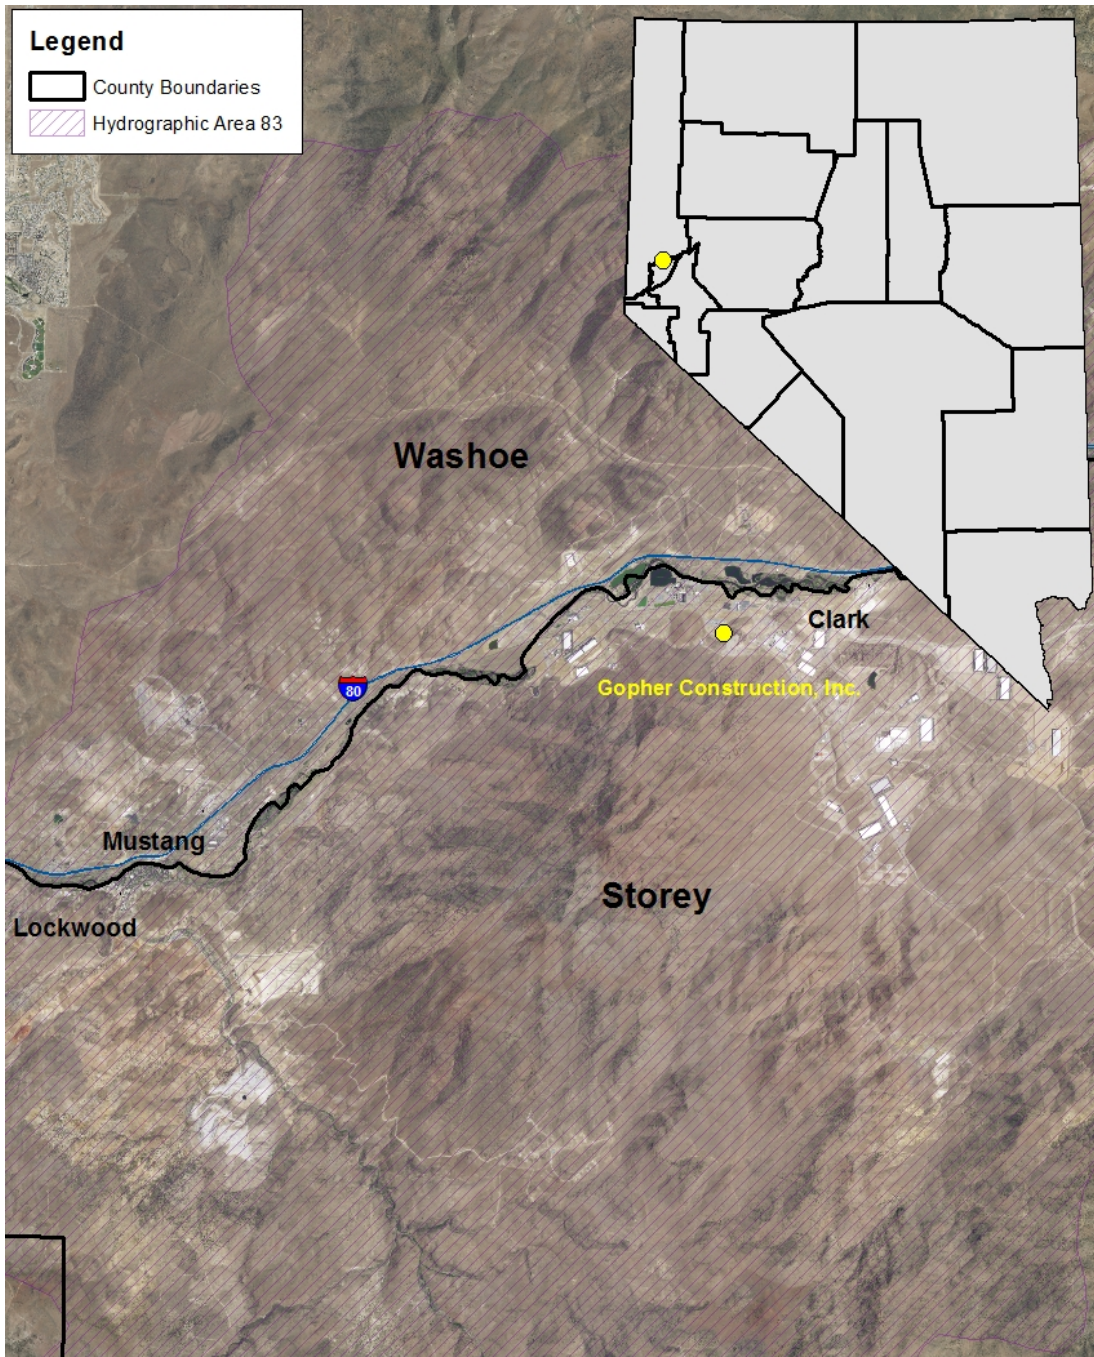 Legend
County Boundaries
Hydrographic Area 83
Washoe
Clark
80
Gopher Construction, Inc.
Mustang
Storey
Lockwood